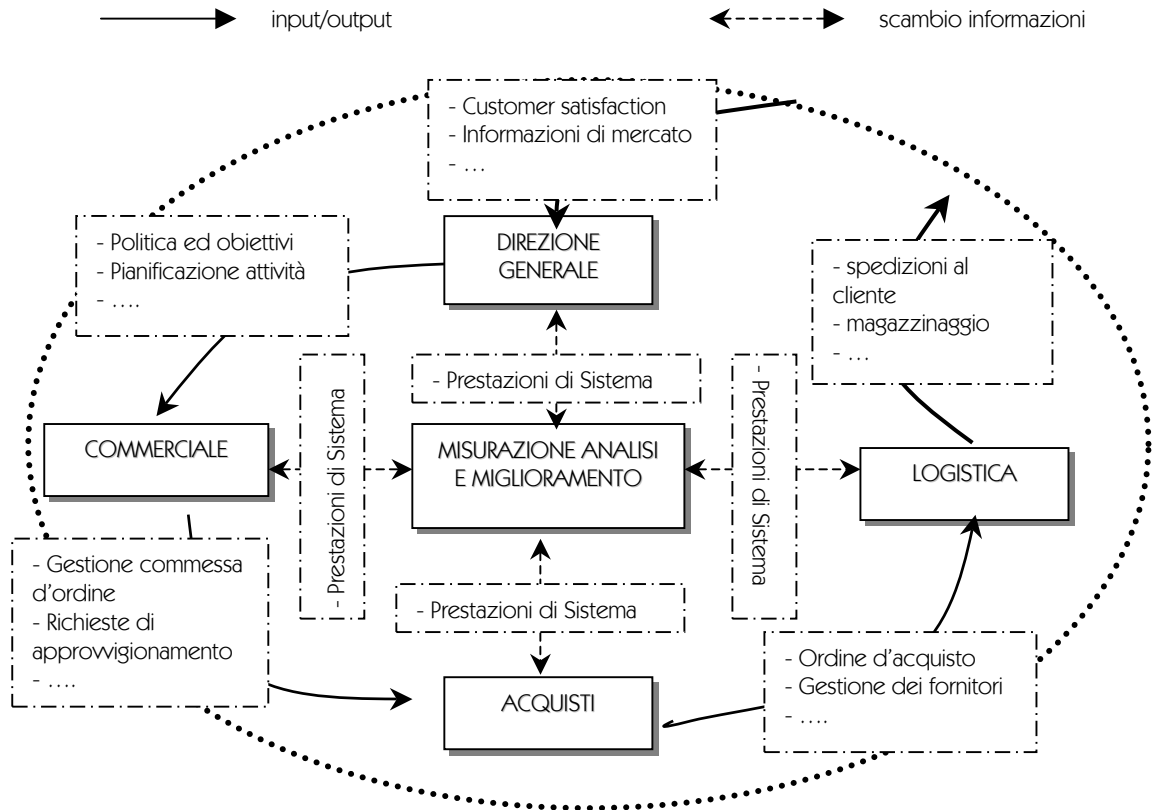 input/output
scambio informazioni
- Customer satisfaction
- Informazioni di mercato
- ...
- Politica ed obiettivi
- Pianificazione attività
- ....
DIREZIONE
GENERALE
- spedizioni al
cliente
- magazzinaggio
- ...
- Prestazioni di Sistema
- Prestazioni di Sistema
- Prestazioni di Sistema
COMMERCIALE
MISURAZIONE ANALISI
E MIGLIORAMENTO
LOGISTICA
- Gestione commessa
d'ordine
- Richieste di
approvvigionamento
- ....
- Prestazioni di Sistema
- Ordine d'acquisto
- Gestione dei fornitori
- ....
ACQUISTI